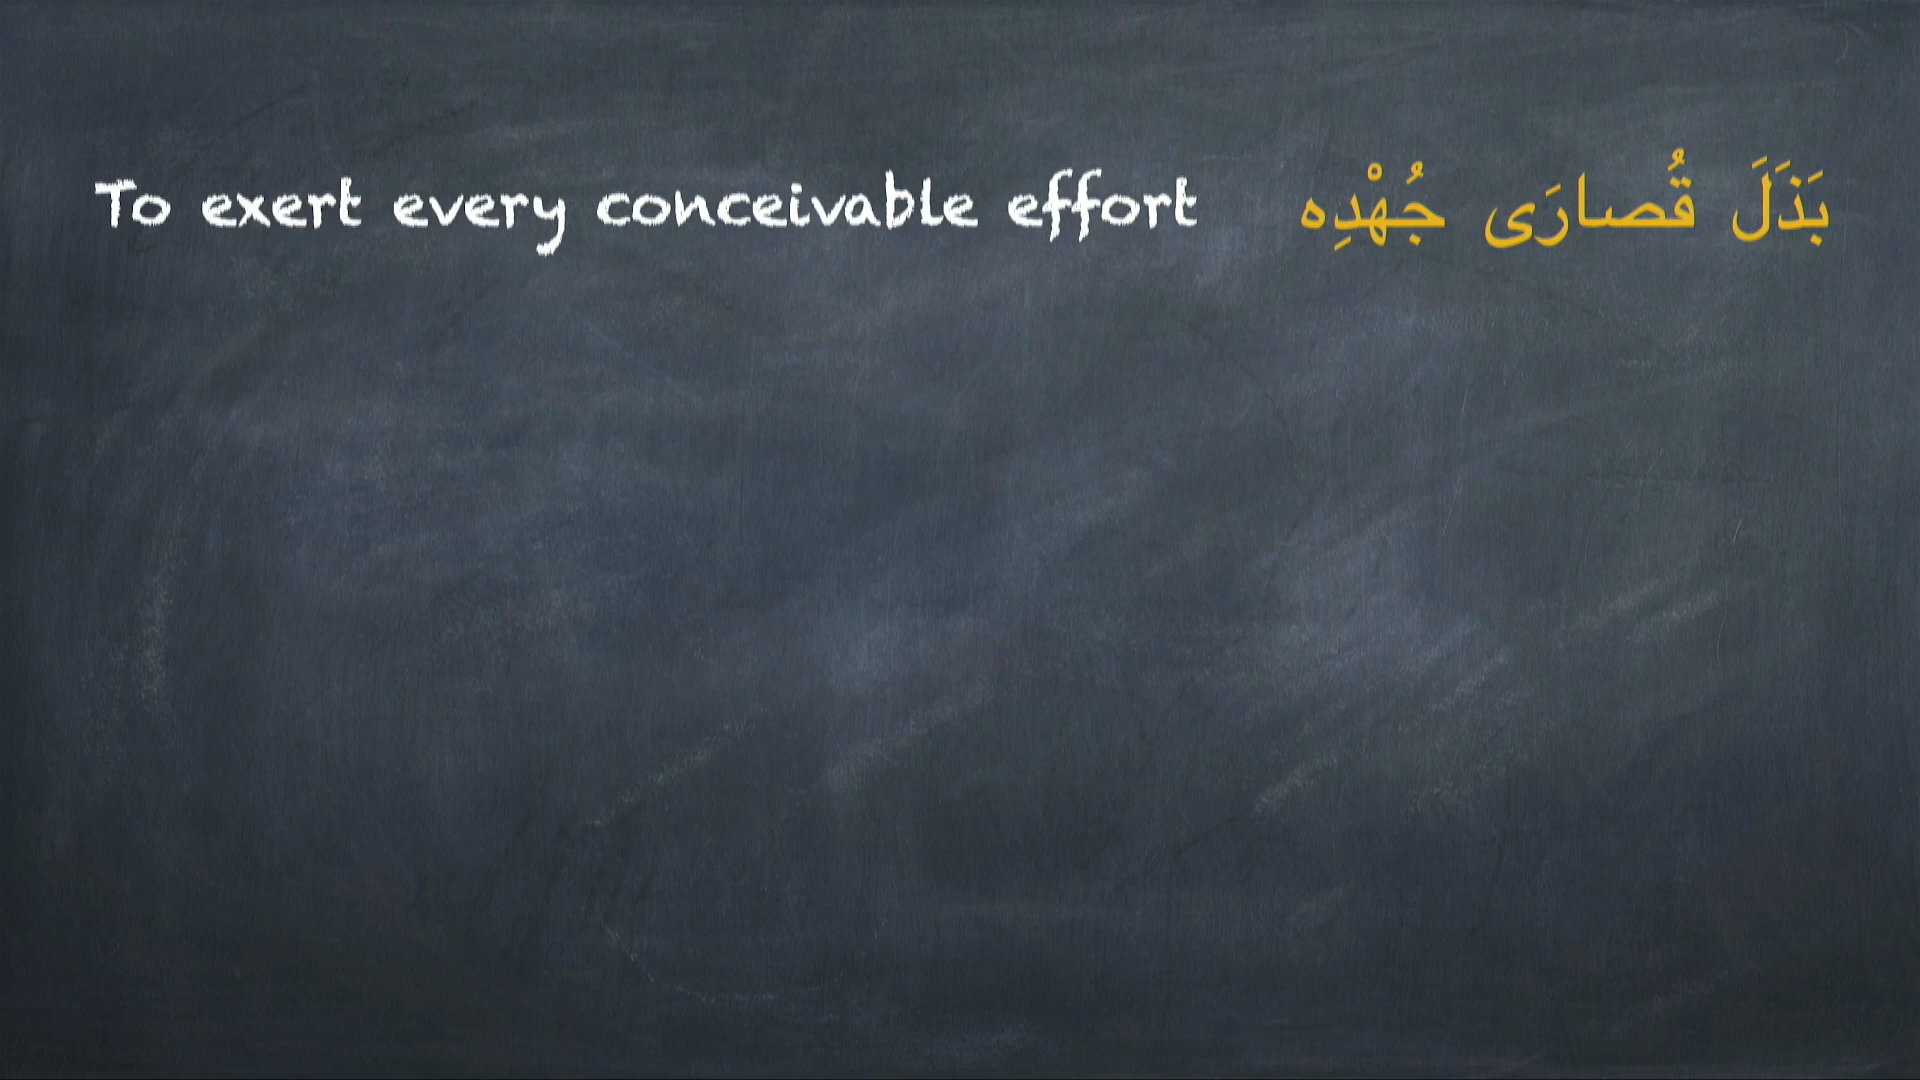 To exert every conceivable effort بَذَلَ قُصارَى جُهْدِه